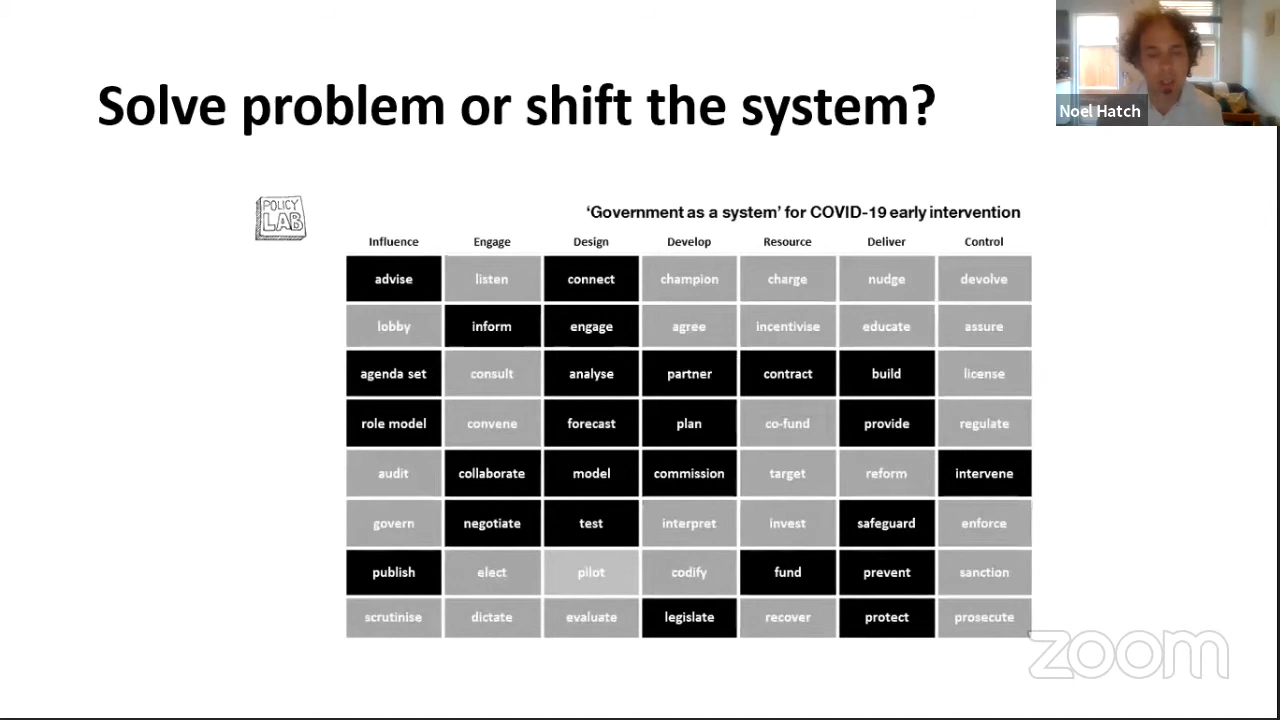 Solve problem or shift the system?
Noel Hatch
POLICY
LAB
‘Government as a system’ for COVID-19 early intervention
Influence Engage Design Develop Resource Deliver Control
advise listen connect champion charge nudge devolve
lobby inform engage agree incentivise educate assure
agenda set consult analyse partner contract build license
role model convene forecast plan co-fund provide regulate
audit collaborate model commission target reform intervene
govern negotiate test interpret invest safeguard enforce
publish elect pilot codify fund prevent sanction
scrutinise dictate evaluate legislate recover protect prosecute
zoom